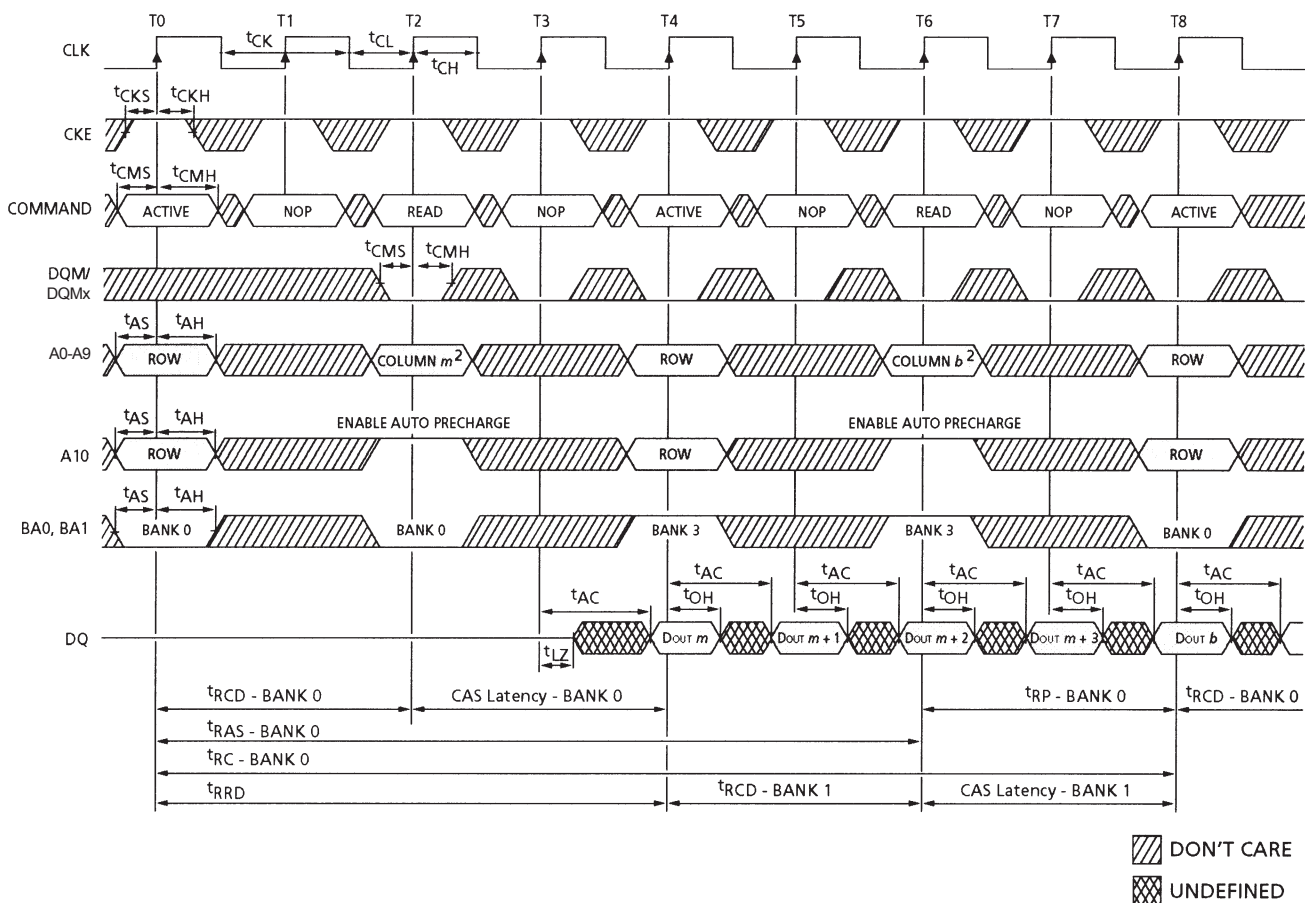 T0 T1 T2 T3 T4 T5 T6 T7 T8
CLK
tCK tCL
tCH
tCKS tCKH
CKE
tCMS tCMH
COMMAND ACTIVE NOP READ NOP ACTIVE NOP READ NOP ACTIVE
tCMS tCMH
DQM/
DQMx
tAS tAH
A0-A9 ROW COLUMN m 2 ROW COLUMN b 2 ROW
tAS tAH ENABLE AUTO PRECHARGE ENABLE AUTO PRECHARGE
A10 ROW ROW ROW
tAS tAH
BA0, BA1 BANK 0 BANK 0 BANK 3 BANK 3 BANK 0
tAC tAC tAC tAC tAC tAC
tOH tOH tOH tOH tOH
DQ DOUT m DOUT m + 1 DOUT m + 2 DOUT m + 3 DOUT b
tLZ
tRCD - BANK 0 CAS Latency - BANK 0 tRP - BANK 0 tRCD - BANK 0
tRAS - BANK 0
tRC - BANK 0
tRRD tRCD - BANK 1 CAS Latency - BANK 1
DON'T CARE
UNDEFINED